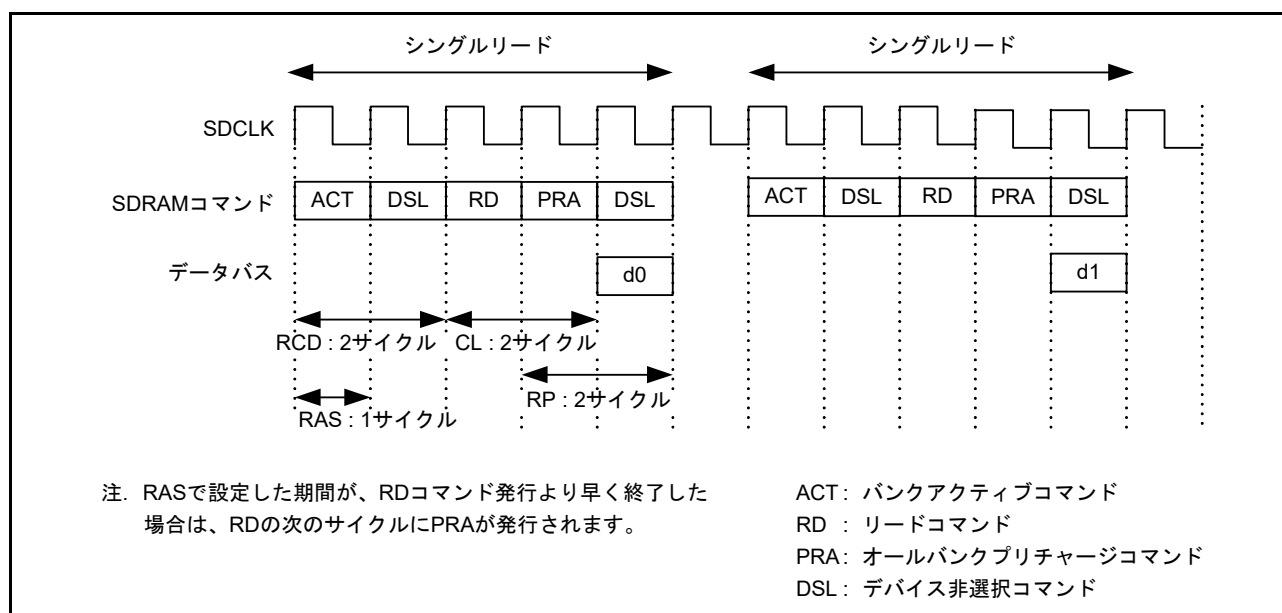 シングルリード シングルリード
SDCLK
SDRAMコマンド ACT DSL RD PRA DSL ACT DSL RD PRA DSL
データバス d0 d1
RCD : 2サイクル CL : 2サイクル
RP : 2サイクル
RAS : 1サイクル
注. RASで設定した期間が、RDコマンド発行より早く終了した
場合は、RDの次のサイクルにPRAが発行されます。
ACT : バンクアクティブコマンド
RD : リードコマンド
PRA : オールバンクプリチャージコマンド
DSL : デバイス非選択コマンド